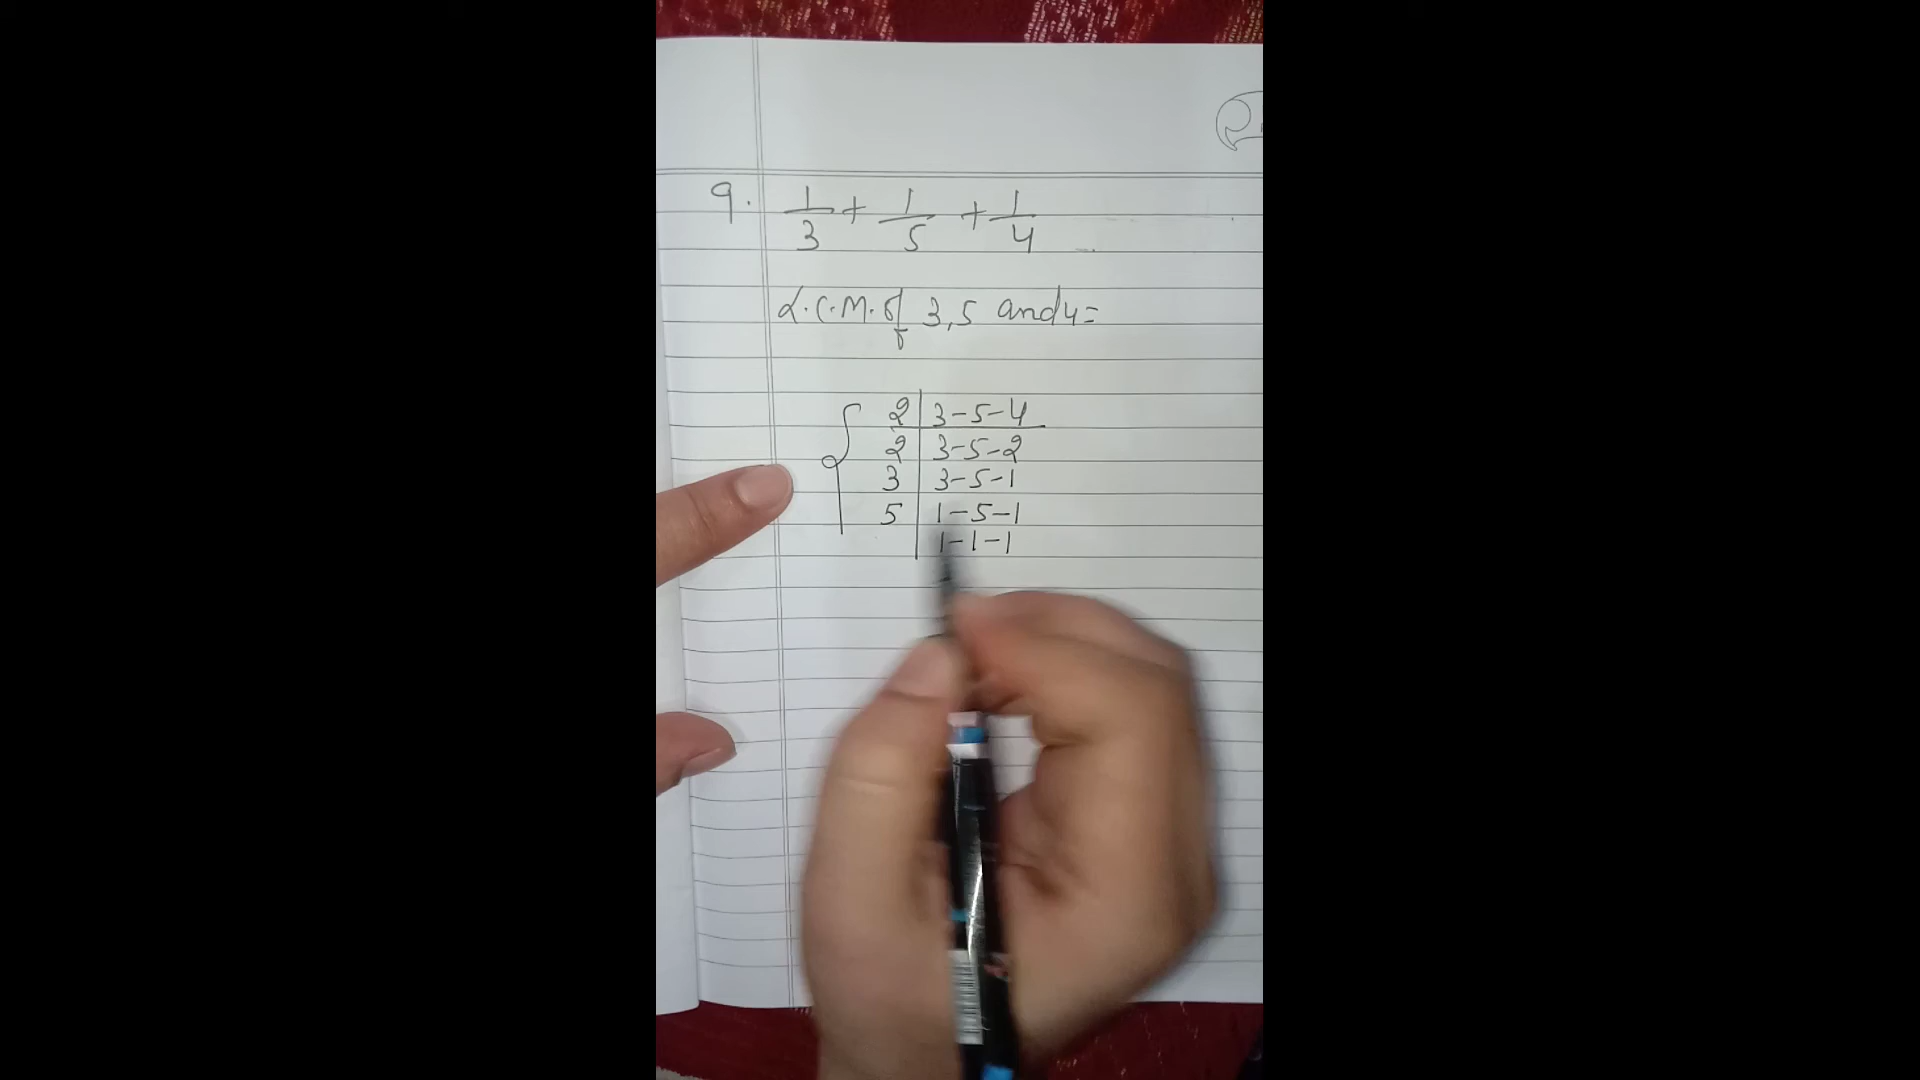 9. 1/3 + 1/5 + 1/4
L.C.M. of 3,5 and 4=
2 | 3-5-4
2 | 3-5-2
3 | 3-5-1
5 | 1-5-1
| 1-1-1